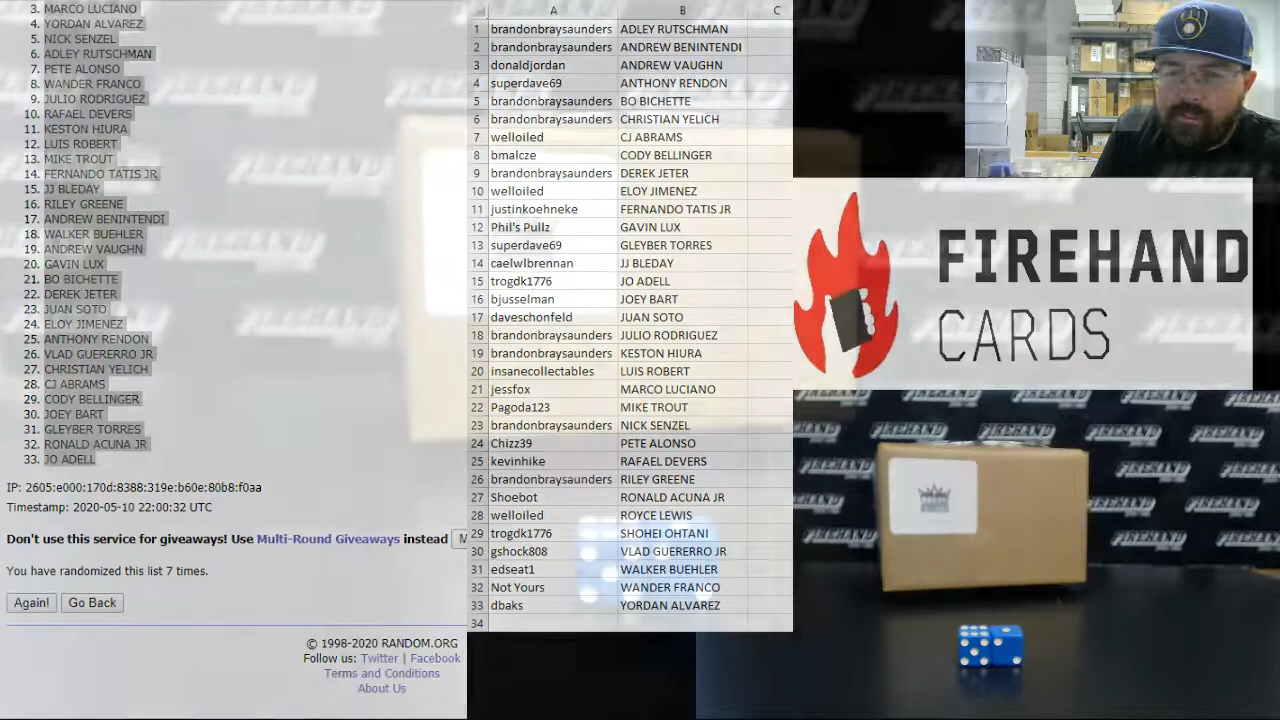 3. MARCO LUCIANO
4. YORDAN ALVAREZ
5. NICK SENZEL
6. ADLEY RUTSCHMAN
7. PETE ALONSO
8. WANDER FRANCO
9. JULIO RODRIGUEZ
10. RAFAEL DEVERS
11. KESTON HIURA
12. LUIS ROBERT
13. MIKE TROUT
14. FERNANDO TATIS JR
15. JJ BLEDAY
16. RILEY GREENE
17. ANDREW BENINTENDI
18. WALKER BUEHLER
19. ANDREW VAUGHN
20. GAVIN LUX
21. BO BICHETTE
22. DEREK JETER
23. JUAN SOTO
24. ELOY JIMENEZ
25. ANTHONY RENDON
26. VLAD GUERERRO JR
27. CHRISTIAN YELICH
28. CJ ABRAMS
29. CODY BELLINGER
30. JOEY BART
31. GLEYBER TORRES
32. RONALD ACUNA JR
33. JO ADELL
IP: 2605:e000:170d:8388:319e:b60e:80b8:f0aa
Timestamp: 2020-05-10 22:00:32 UTC
Don't use this service for giveaways! Use Multi-Round Giveaways instead
You have randomized this list 7 times.
Again! Go Back
© 1998-2020 RANDOM.ORG
Follow us: Twitter | Facebook
Terms and Conditions
About Us
A B C
1 brandonbraysaunders ADLEY RUTSCHMAN
2 brandonbraysaunders ANDREW BENINTENDI
3 donaldjordan ANDREW VAUGHN
4 superdave69 ANTHONY RENDON
5 brandonbraysaunders BO BICHETTE
6 brandonbraysaunders CHRISTIAN YELICH
7 welloiled CJ ABRAMS
8 bmalcze CODY BELLINGER
9 brandonbraysaunders DEREK JETER
10 welloiled ELOY JIMENEZ
11 justinkoehneke FERNANDO TATIS JR
12 Phil's Pullz GAVIN LUX
13 superdave69 GLEYBER TORRES
14 caelwlbrennan JJ BLEDAY
15 trogdk1776 JO ADELL
16 bjusselman JOEY BART
17 daveschonfeld JUAN SOTO
18 brandonbraysaunders JULIO RODRIGUEZ
19 brandonbraysaunders KESTON HIURA
20 insanecollectables LUIS ROBERT
21 jessfox MARCO LUCIANO
22 Pagoda123 MIKE TROUT
23 brandonbraysaunders NICK SENZEL
24 Chizz39 PETE ALONSO
25 kevinhike RAFAEL DEVERS
26 brandonbraysaunders RILEY GREENE
27 Shoebot RONALD ACUNA JR
28 welloiled ROYCE LEWIS
29 trogdk1776 SHOHEI OHTANI
30 gshock808 VLAD GUERERRO JR
31 edseat1 WALKER BUEHLER
32 Not Yours WANDER FRANCO
33 dbaks YORDAN ALVAREZ
34
FIREHAND
CARDS
FIREHAND
FIREHAND
FIREHAND